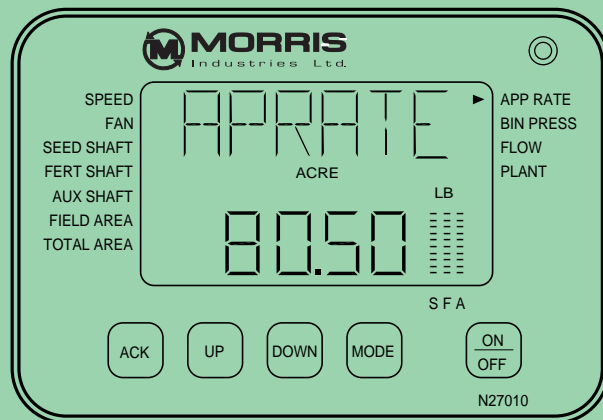 MORRIS
Industries Ltd.
SPEED
FAN
SEED SHAFT
FERT SHAFT
AUX SHAFT
FIELD AREA
TOTAL AREA
APRATE
ACRE
LB
80.50
APP RATE
BIN PRESS
FLOW
PLANT
S F A
ACK
UP
DOWN
MODE
ON
OFF
N27010